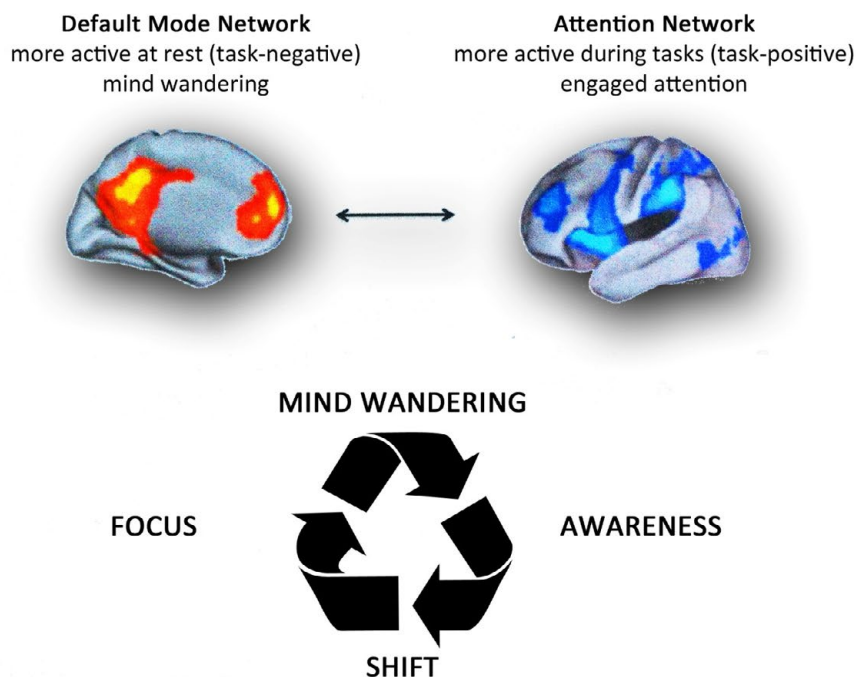 Default Mode Network
more active at rest (task-negative)
mind wandering
Attention Network
more active during tasks (task-positive)
engaged attention
MIND WANDERING
FOCUS
AWARENESS
SHIFT